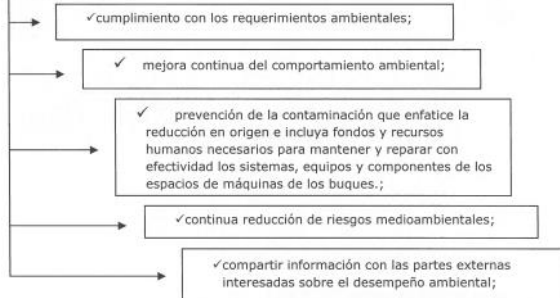 ✓cumplimiento con los requerimientos ambientales;
✓ mejora continua del comportamiento ambiental;
✓ prevención de la contaminación que enfatice la
reducción en origen e incluya fondos y recursos
humanos necesarios para mantener y reparar con
efectividad los sistemas, equipos y componentes de los
espacios de máquinas de los buques.;
✓continua reducción de riesgos medioambientales;
✓compartir información con las partes externas
interesadas sobre el desempeño ambiental;